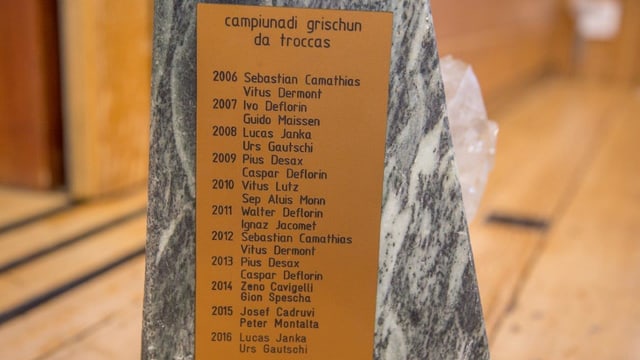 campiunadi grischun
da troccas
2006 Sebastian Camathias
Vitus Dermont
2007 Ivo Deflorin
Guido Maissen
2008 Lucas Janka
Urs Gautschi
2009 Pius Desax
Caspar Deflorin
2010 Vitus Lutz
Sep Aluis Monn
2011 Walter Deflorin
Ignaz Jacomet
2012 Sebastian Camathias
Vitus Dermont
2013 Pius Desax
Caspar Deflorin
2014 Zeno Cavigelli
Gion Spescha
2015 Josef Cadruvi
Peter Montalta
2016 Lucas Janka
Urs Gautschi